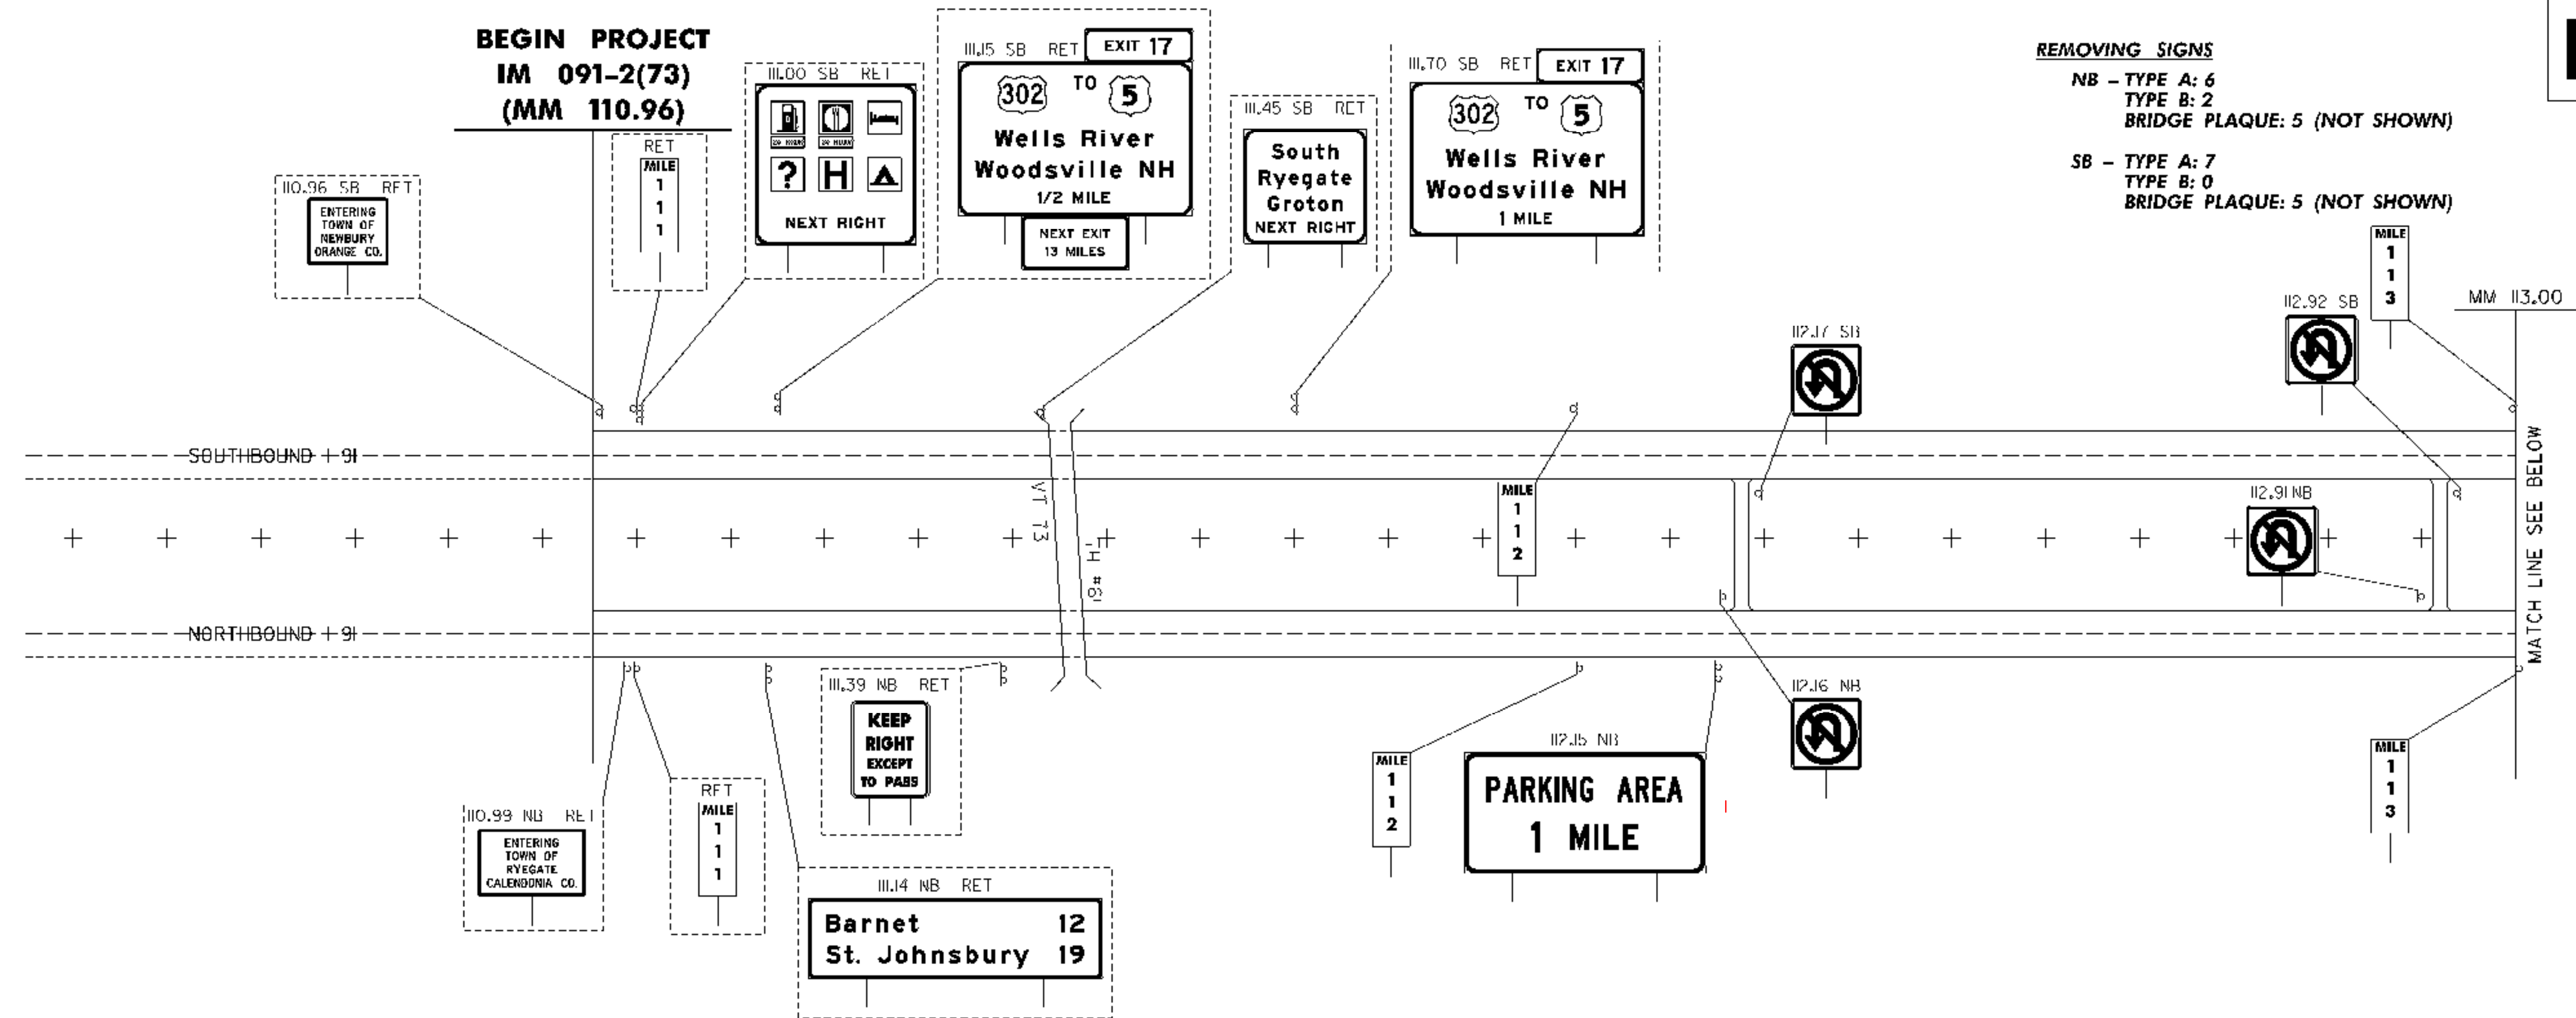 BEGIN PROJECT
IM 091-2(73)
(MM 110.96)
110.96 SB RET
ENTERING
TOWN OF
NEWBURY
ORANGE CO.
RET
MILE
1
1
1
111.00 SB RET
24 HOUR
24 HOUR
?
H
NEXT RIGHT
111.15 SB RET
EXIT 17
302 TO 5
Wells River
Woodsville NH
1/2 MILE
NEXT EXIT
13 MILES
111.45 SB RET
South
Ryegate
Groton
NEXT RIGHT
111.70 SB RET
EXIT 17
302 TO 5
Wells River
Woodsville NH
1 MILE
REMOVING SIGNS
NB - TYPE A: 6
TYPE B: 2
BRIDGE PLAQUE: 5 (NOT SHOWN)
SB - TYPE A: 7
TYPE B: 0
BRIDGE PLAQUE: 5 (NOT SHOWN)
112.17 SB
112.92 SB
MILE
1
1
3
MM 113.00
SOUTHBOUND I 91
VT 13
TH #61
MILE
1
1
2
112.91 NB
MATCH LINE SEE BELOW
NORTHBOUND I 91
110.99 NB RET
ENTERING
TOWN OF
RYEGATE
CALENDONIA CO.
RET
MILE
1
1
1
111.39 NB RET
KEEP
RIGHT
EXCEPT
TO PASS
111.14 NB RET
Barnet 12
St. Johnsbury 19
MILE
1
1
2
112.15 NB
PARKING AREA
1 MILE
112.16 NB
MILE
1
1
3